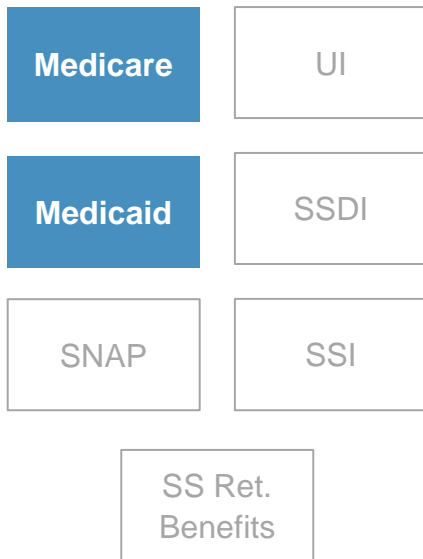 Medicare
UI
Medicaid
SSDI
SNAP
SSI
SS Ret.
Benefits